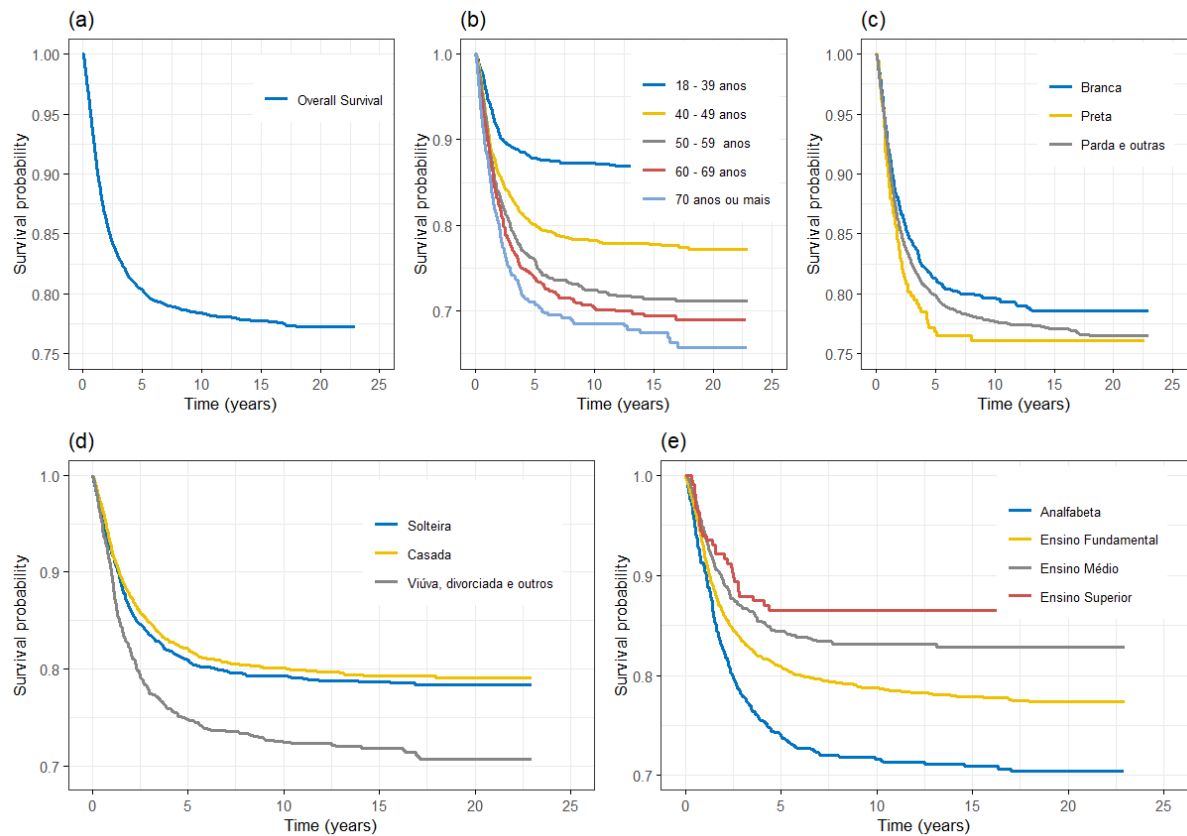 (a)
Survival probability
1.00
0.95
0.90
0.85
0.80
0.75
Overall Survival
0 5 10 15 20 25
Time (years)
(b)
Survival probability
1.0
0.9
0.8
0.7
18 - 39 anos
40 - 49 anos
50 - 59 anos
60 - 69 anos
70 anos ou mais
0 5 10 15 20 25
Time (years)
(c)
Survival probability
1.00
0.95
0.90
0.85
0.80
0.75
Branca
Preta
Parda e outras
0 5 10 15 20 25
Time (years)
(d)
Survival probability
1.0
0.9
0.8
0.7
Solteira
Casada
Viúva, divorciada e outros
0 5 10 15 20 25
Time (years)
(e)
Survival probability
1.0
0.9
0.8
0.7
Analfabeta
Ensino Fundamental
Ensino Médio
Ensino Superior
0 5 10 15 20 25
Time (years)